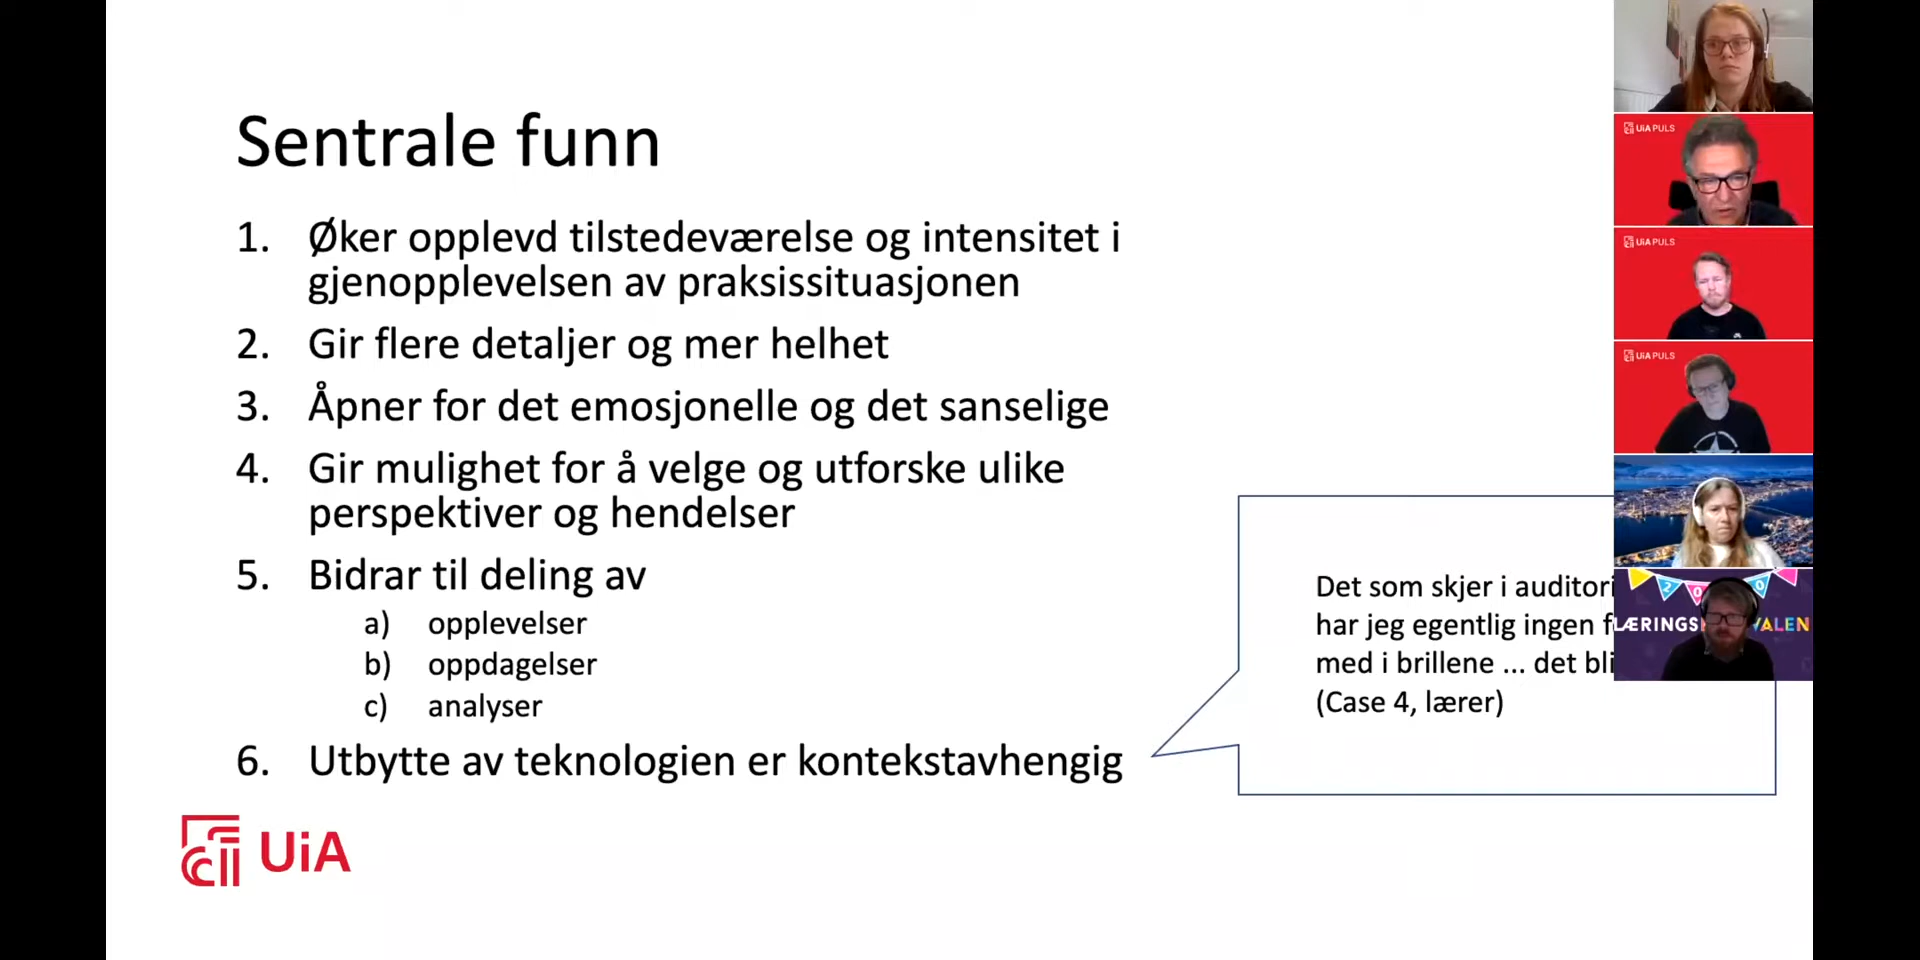 Sentrale funn
1. Øker opplevd tilstedeværelse og intensitet i
gjenopplevelsen av praksissituasjonen
2. Gir flere detaljer og mer helhet
3. Åpner for det emosjonelle og det sanselige
4. Gir mulighet for å velge og utforske ulike
perspektiver og hendelser
5. Bidrar til deling av
a) opplevelser
b) oppdagelser
c) analyser
6. Utbytte av teknologien er kontekstavhengig
Det som skjer i
har jeg egentlig ingen
med i brillene ... det
(Case 4, lærer)
UiA
UiA PULS
UiA PULS
UiA PULS